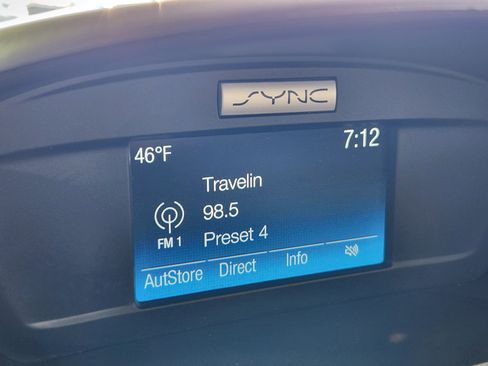 SYNC
46°F 7:12
Travelin
98.5
FM 1 Preset 4
AutStore Direct Info